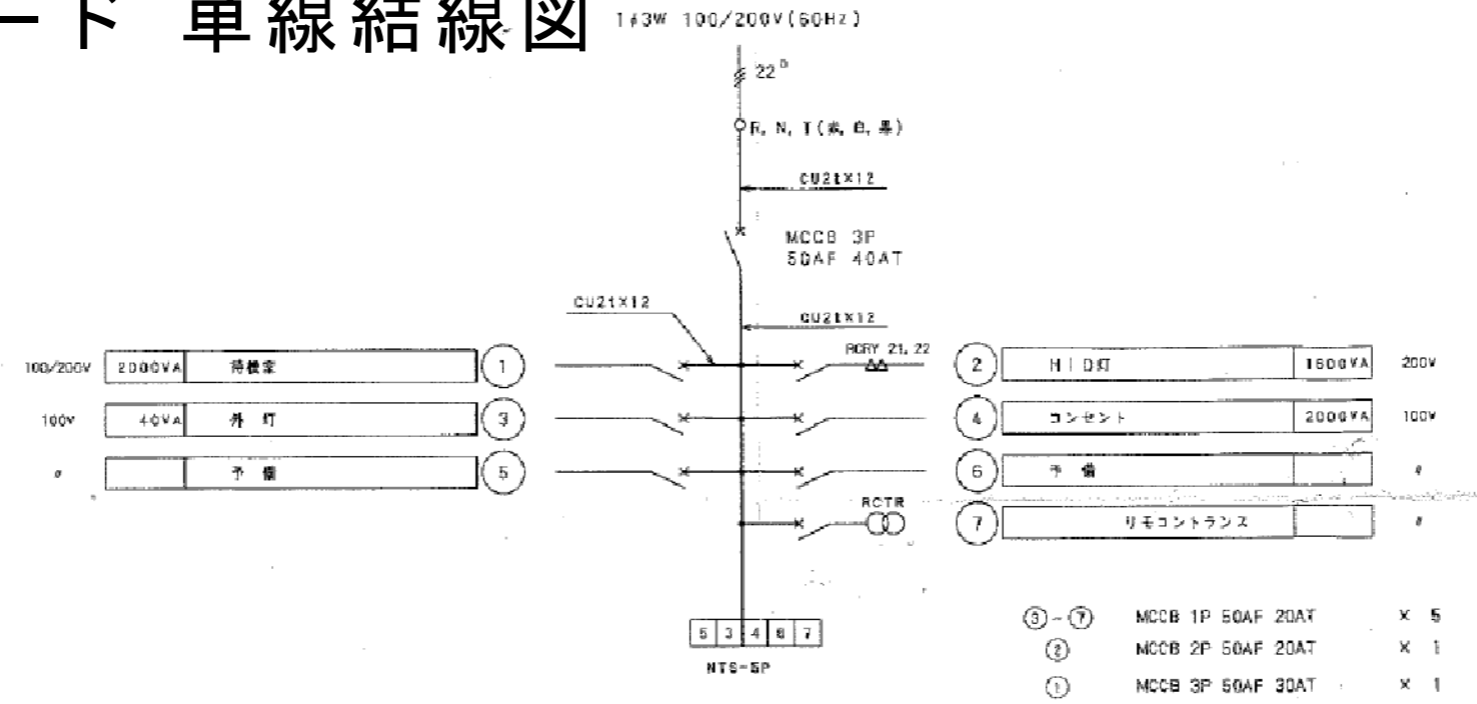 ード 単線結線図
1φ3W 100/200V(60Hz)
22□
R, N, T(赤, 白, 黒)
CU2t×12
MCCB 3P
50AF 40AT
CU2t×12
CU2t×12
RCRY 21, 22
100/200V 2000VA 待機室 1
2 HID灯 1600VA 200V
100V 40VA 外 灯 3
4 コンセント 2000VA 100V
〃 予 備 5
6 予 備 〃
RCTR
7 リモコントランス 〃
5 3 4 6 7
NTS-5P
③-⑦ MCCB 1P 50AF 20AT × 5
② MCCB 2P 50AF 20AT × 1
① MCCB 3P 50AF 30AT × 1